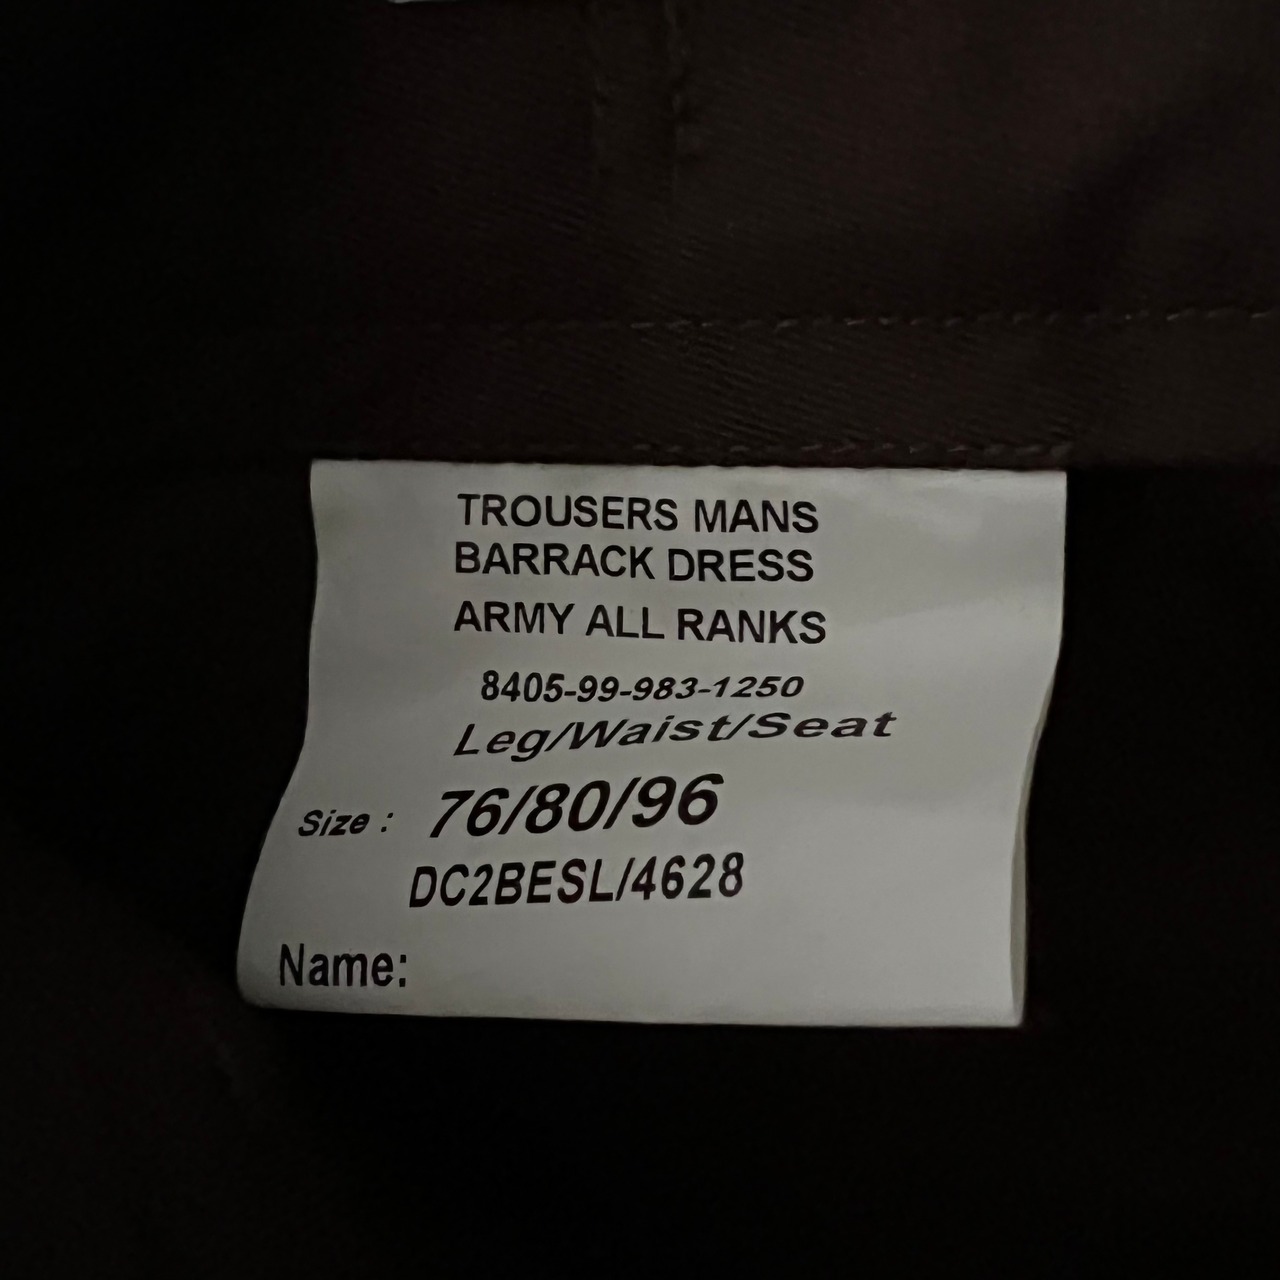 TROUSERS MANS
BARRACK DRESS
ARMY ALL RANKS
8405-99-983-1250
Leg/Waist/Seat
Size : 76/80/96
DC2BESL/4628
Name: